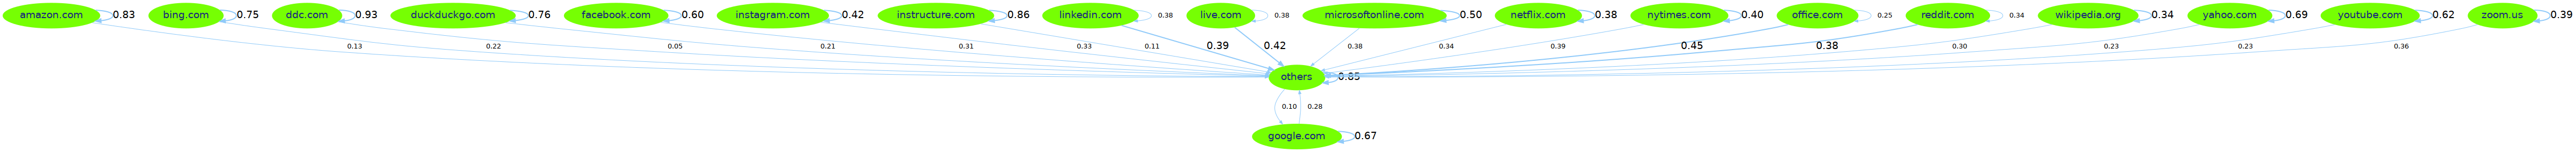 amazon.com 0.83 bing.com 0.75 ddc.com 0.93 duckduckgo.com 0.76 facebook.com 0.60 instagram.com 0.42 instructure.com 0.86 linkedin.com 0.38 live.com 0.38 microsoftonline.com 0.50 netflix.com 0.38 nytimes.com 0.40 office.com 0.25 reddit.com 0.34 wikipedia.org 0.34 yahoo.com 0.69 youtube.com 0.62 zoom.us 0.39
0.13 0.22 0.05 0.21 0.31 0.33 0.11 0.39 0.42 0.38 0.34 0.39 0.45 0.38 0.30 0.23 0.23 0.36
others 0.85
0.10 0.28
google.com 0.67